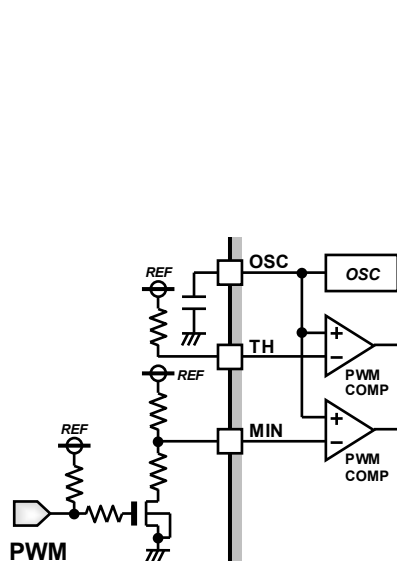 OSC
REF
OSC
+
TH
−
REF
PWM
COMP
+
MIN
REF
−
PWM
COMP
PWM